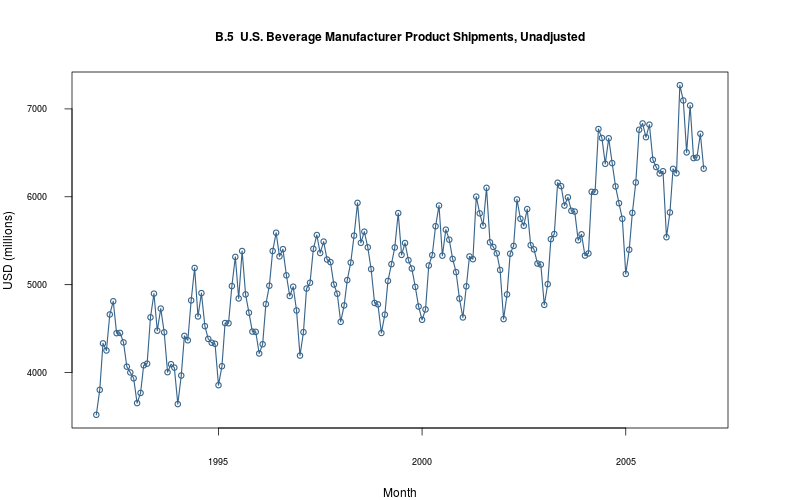 B.5 U.S. Beverage Manufacturer Product Shipments, Unadjusted
USD (millions)
7000
6000
5000
4000
1995 2000 2005
Month